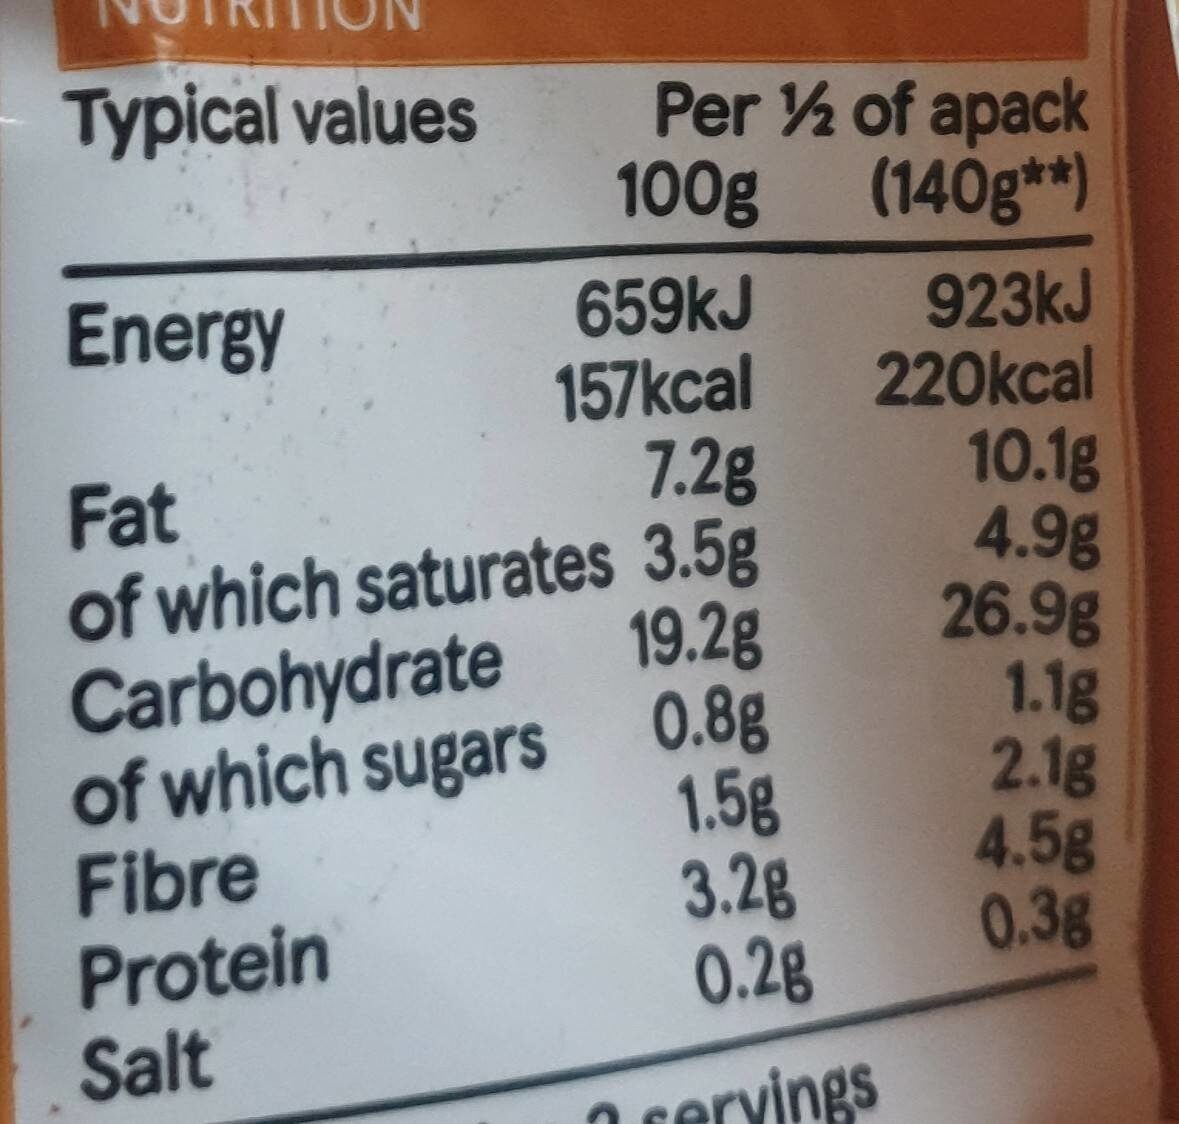 NUTRITION
Typical values Per ½ of apack
100g (140g**)
Energy 659kJ 923kJ
157kcal 220kcal
Fat 7.2g 10.1g
of which saturates 3.5g 4.9g
Carbohydrate 19.2g 26.9g
of which sugars 0.8g 1.1g
Fibre 1.5g 2.1g
Protein 3.2g 4.5g
Salt 0.2g 0.3g
servings